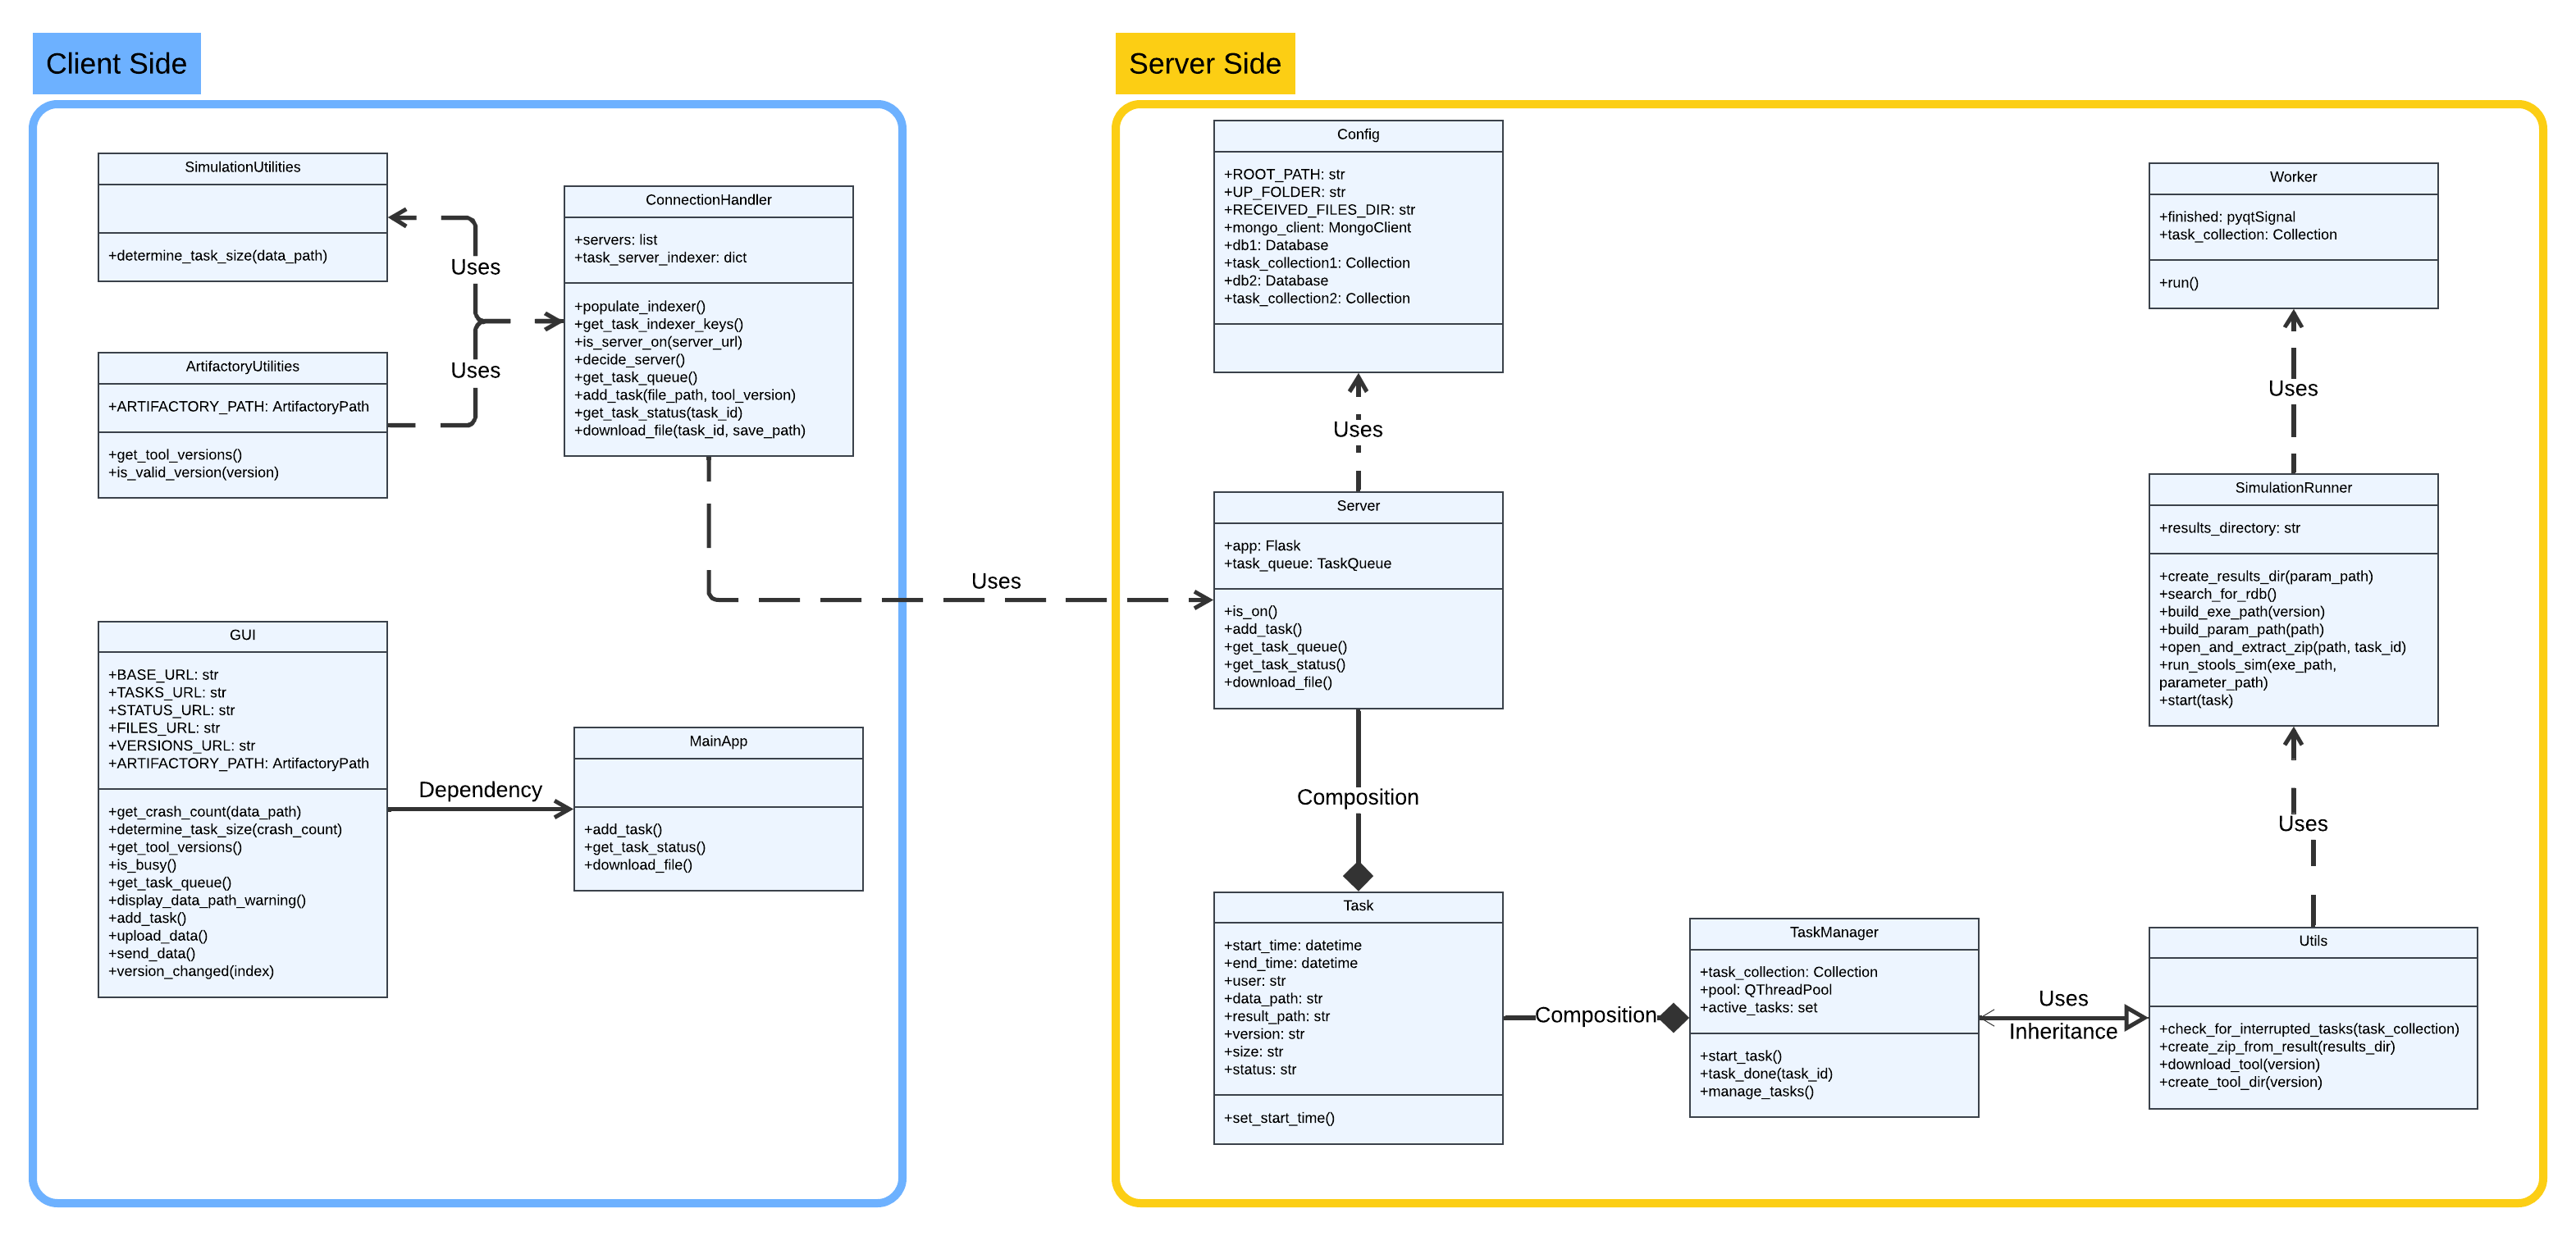 Client Side
SimulationUtilities
+determine_task_size(data_path)
Uses
ArtifactoryUtilities
+ARTIFACTORY_PATH: ArtifactoryPath
+get_tool_versions()
+is_valid_version(version)
Uses
ConnectionHandler
+servers: list
+task_server_indexer: dict
+populate_indexer()
+get_task_indexer_keys()
+is_server_on(server_url)
+decide_server()
+get_task_queue()
+add_task(file_path, tool_version)
+get_task_status(task_id)
+download_file(task_id, save_path)
Uses
GUI
+BASE_URL: str
+TASKS_URL: str
+STATUS_URL: str
+FILES_URL: str
+VERSIONS_URL: str
+ARTIFACTORY_PATH: ArtifactoryPath
+get_crash_count(data_path)
+determine_task_size(crash_count)
+get_tool_versions()
+is_busy()
+get_task_queue()
+display_data_path_warning()
+add_task()
+upload_data()
+send_data()
+version_changed(index)
Dependency
MainApp
+add_task()
+get_task_status()
+download_file()
Server Side
Config
+ROOT_PATH: str
+UP_FOLDER: str
+RECEIVED_FILES_DIR: str
+mongo_client: MongoClient
+db1: Database
+task_collection1: Collection
+db2: Database
+task_collection2: Collection
Uses
Server
+app: Flask
+task_queue: TaskQueue
+is_on()
+add_task()
+get_task_queue()
+get_task_status()
+download_file()
Composition
Task
+start_time: datetime
+end_time: datetime
+user: str
+data_path: str
+result_path: str
+version: str
+size: str
+status: str
+set_start_time()
Composition
TaskManager
+task_collection: Collection
+pool: QThreadPool
+active_tasks: set
+start_task()
+task_done(task_id)
+manage_tasks()
Uses
Inheritance
Worker
+finished: pyqtSignal
+task_collection: Collection
+run()
Uses
SimulationRunner
+results_directory: str
+create_results_dir(param_path)
+search_for_rdb()
+build_exe_path(version)
+build_param_path(path)
+open_and_extract_zip(path, task_id)
+run_stools_sim(exe_path,
parameter_path)
+start(task)
Uses
Utils
+check_for_interrupted_tasks(task_collection)
+create_zip_from_result(results_dir)
+download_tool(version)
+create_tool_dir(version)